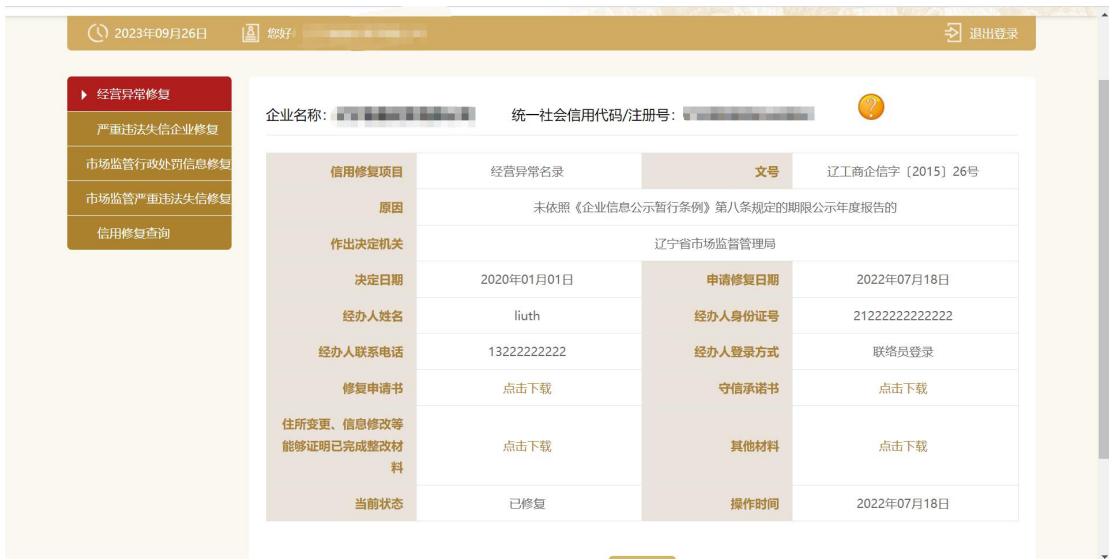 2023年09月26日 您好 退出登录
经营异常修复
严重违法失信企业修复
市场监管行政处罚信息修复
市场监管严重违法失信修复
信用修复查询
企业名称： 统一社会信用代码/注册号：
信用修复项目 经营异常名录 文号 辽工商企信字〔2015〕26号
原因 未依照《企业信息公示暂行条例》第八条规定的期限公示年度报告的
作出决定机关 辽宁省市场监督管理局
决定日期 2020年01月01日 申请修复日期 2022年07月18日
经办人姓名 liuth 经办人身份证号 21222222222222
经办人联系电话 13222222222 经办人登录方式 联络员登录
修复申请书 点击下载 守信承诺书 点击下载
住所变更、信息修改等
能够证明已完成整改材 点击下载 其他材料 点击下载
料
当前状态 已修复 操作时间 2022年07月18日